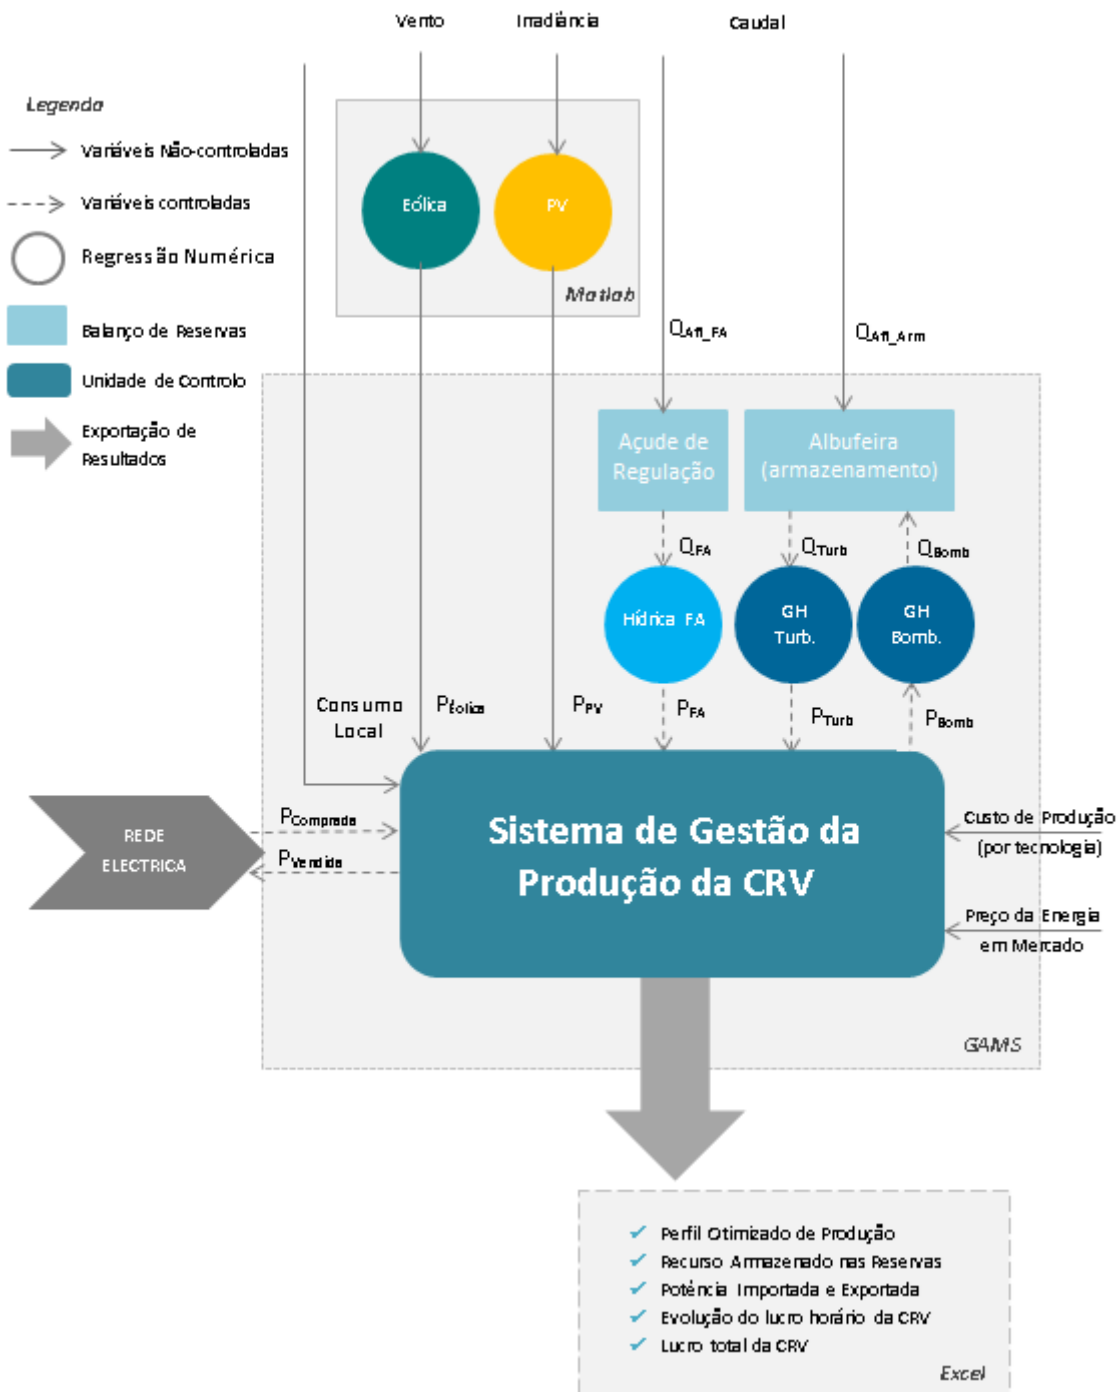 Vento
Irradiância
Caudal
Legenda
Variáveis Não-controladas
Variáveis controladas
Regressão Numérica
Balanço de Reservas
Unidade de Controlo
Exportação de
Resultados
Eólica
PV
Matlab
QAfl_FA
QAfl_Arm
Açude de
Regulação
Albufeira
(armazenamento)
QFA
QTurb
QBomb
Hídrica FA
GH
Turb.
GH
Bomb.
Consumo
Local
PEólica
PPV
PFA
PTurb
PBomb
REDE
ELECTRICA
PComprada
PVendida
Sistema de Gestão da
Produção da CRV
Custo de Produção
(por tecnologia)
Preço da Energia
em Mercado
GAMS
Perfil Otimizado de Produção
Recurso Armazenado nas Reservas
Potência Importada e Exportada
Evolução do lucro horário da CRV
Lucro total da CRV
Excel